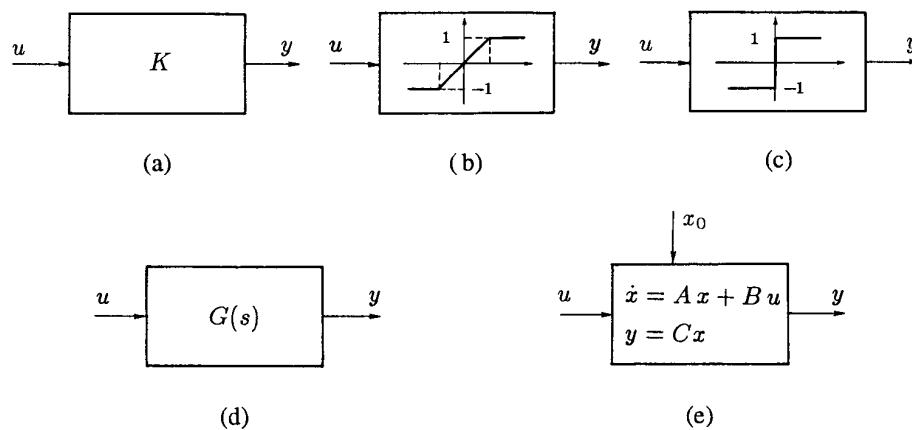 u K y
u 1 -1 y
u 1 -1 y
(a) (b) (c)
x₀
u G(s) y
u ẋ = A x + B u y
y = C x
(d) (e)